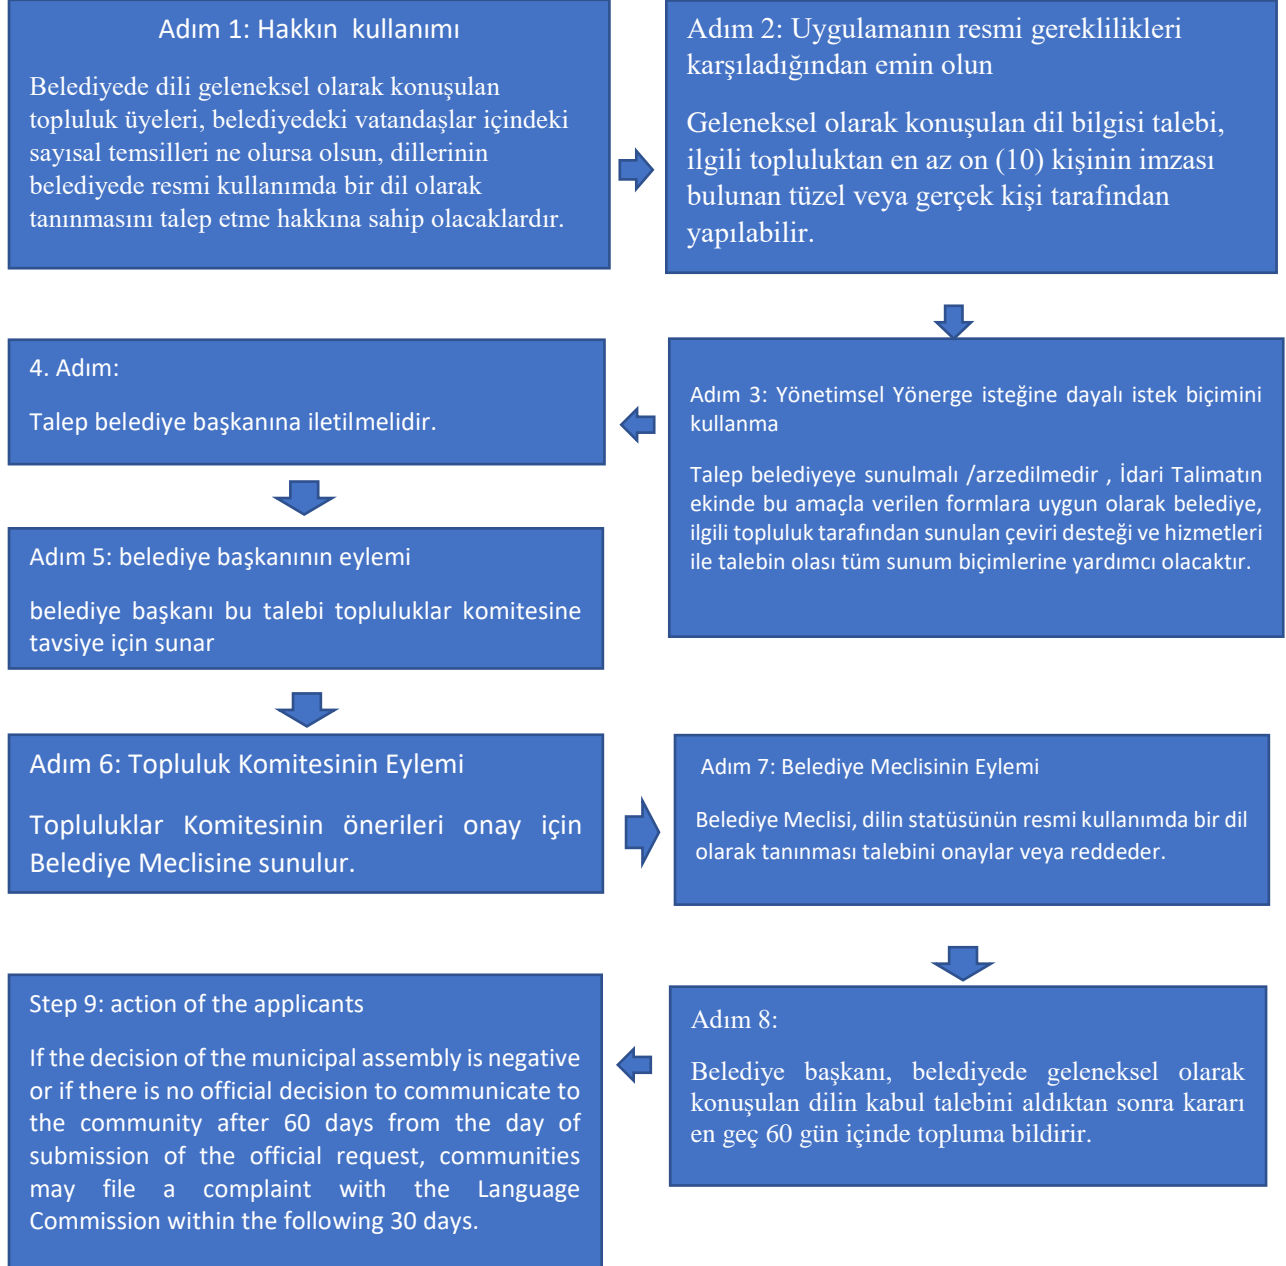 Adım 1: Hakkın kullanımı
Belediyede dili geleneksel olarak konuşulan
topluluk üyeleri, belediyedeki vatandaşlar içindeki
sayısal temsilleri ne olursa olsun, dillerinin
belediyede resmi kullanımda bir dil olarak
tanınmasını talep etme hakkına sahip olacaklardır.
Adım 2: Uygulamanın resmi gereklilikleri
karşıladığından emin olun
Geleneksel olarak konuşulan dil bilgisi talebi,
ilgili topluluktan en az on (10) kişinin imzası
bulunan tüzel veya gerçek kişi tarafından
yapılabilir.
Adım 3: Yönetimsel Yönerge isteğine dayalı istek biçimini
kullanma
Talep belediyeye sunulmalı /arzedilmedir , İdari Talimatın
ekinde bu amaçla verilen formlara uygun olarak belediye,
ilgili topluluk tarafından sunulan çeviri desteği ve hizmetleri
ile talebin olası tüm sunum biçimlerine yardımcı olacaktır.
4. Adım:
Talep belediye başkanına iletilmelidir.
Adım 5: belediye başkanının eylemi
belediye başkanı bu talebi topluluklar komitesine
tavsiye için sunar
Adım 6: Topluluk Komitesinin Eylemi
Topluluklar Komitesinin önerileri onay için
Belediye Meclisine sunulur.
Adım 7: Belediye Meclisinin Eylemi
Belediye Meclisi, dilin statüsünün resmi kullanımda bir dil
olarak tanınması talebini onaylar veya reddeder.
Adım 8:
Belediye başkanı, belediyede geleneksel olarak
konuşulan dilin kabul talebini aldıktan sonra kararı
en geç 60 gün içinde topluma bildirir.
Step 9: action of the applicants
If the decision of the municipal assembly is negative
or if there is no official decision to communicate to
the community after 60 days from the day of
submission of the official request, communities
may file a complaint with the Language
Commission within the following 30 days.